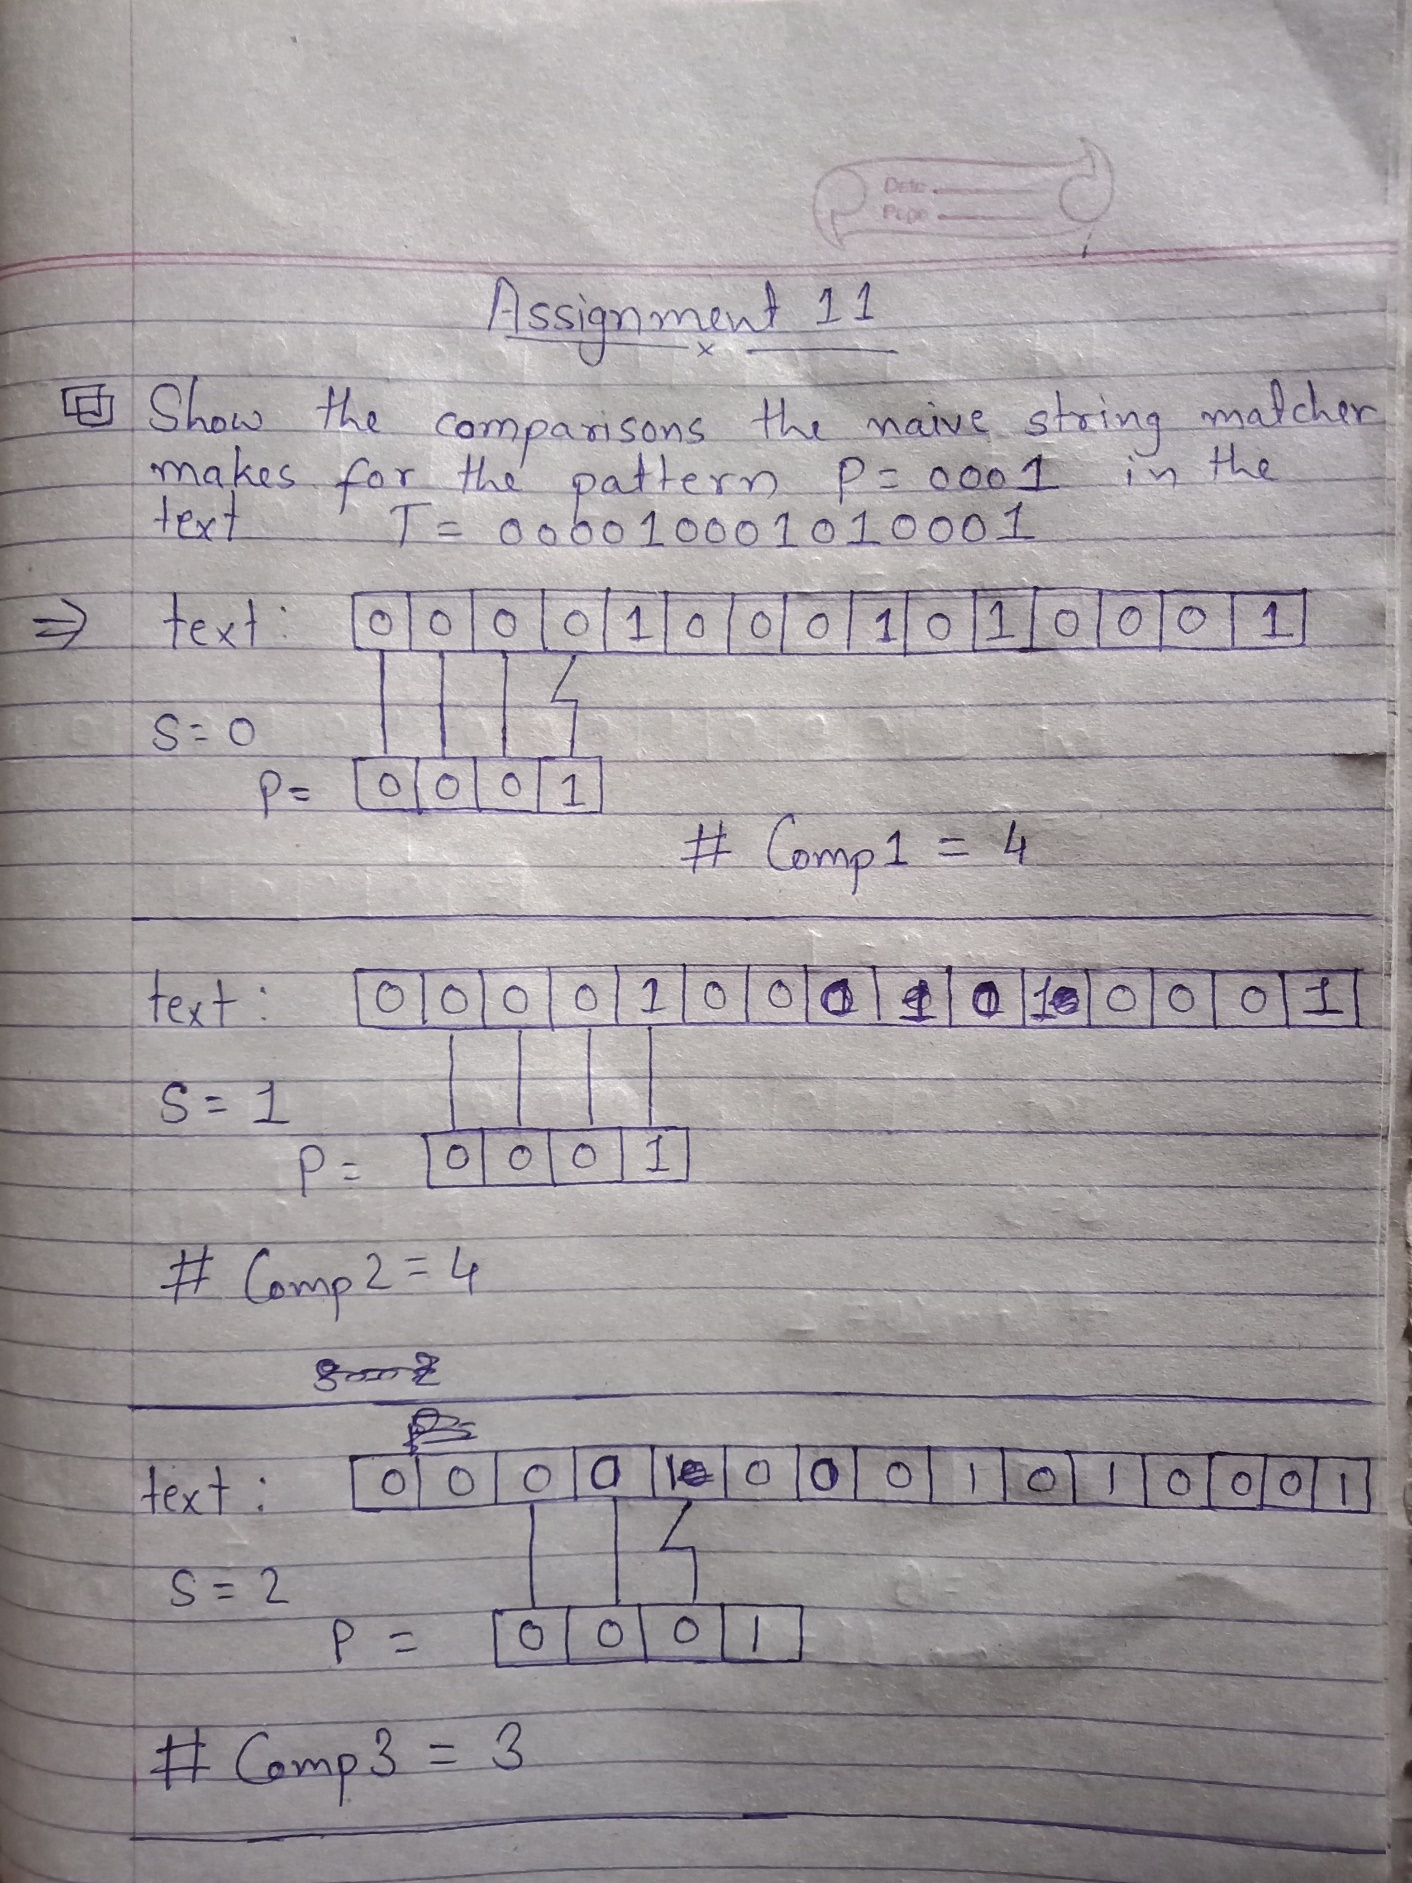 Date
Page
Assignment 11
Show the comparisons the naive string matcher
makes for the pattern P = 0001 in the
text T = 000010001010001
⇒ text: 0 0 0 0 1 0 0 0 1 0 1 0 0 0 1
S = 0
P = 0 0 0 1
# Comp1 = 4
text: 0 0 0 0 1 0 0 0 1 0 1 0 0 0 1
S = 1
P = 0 0 0 1
# Comp2 = 4
text: 0 0 0 0 1 0 0 0 1 0 1 0 0 0 1
S = 2
P = 0 0 0 1
# Comp3 = 3